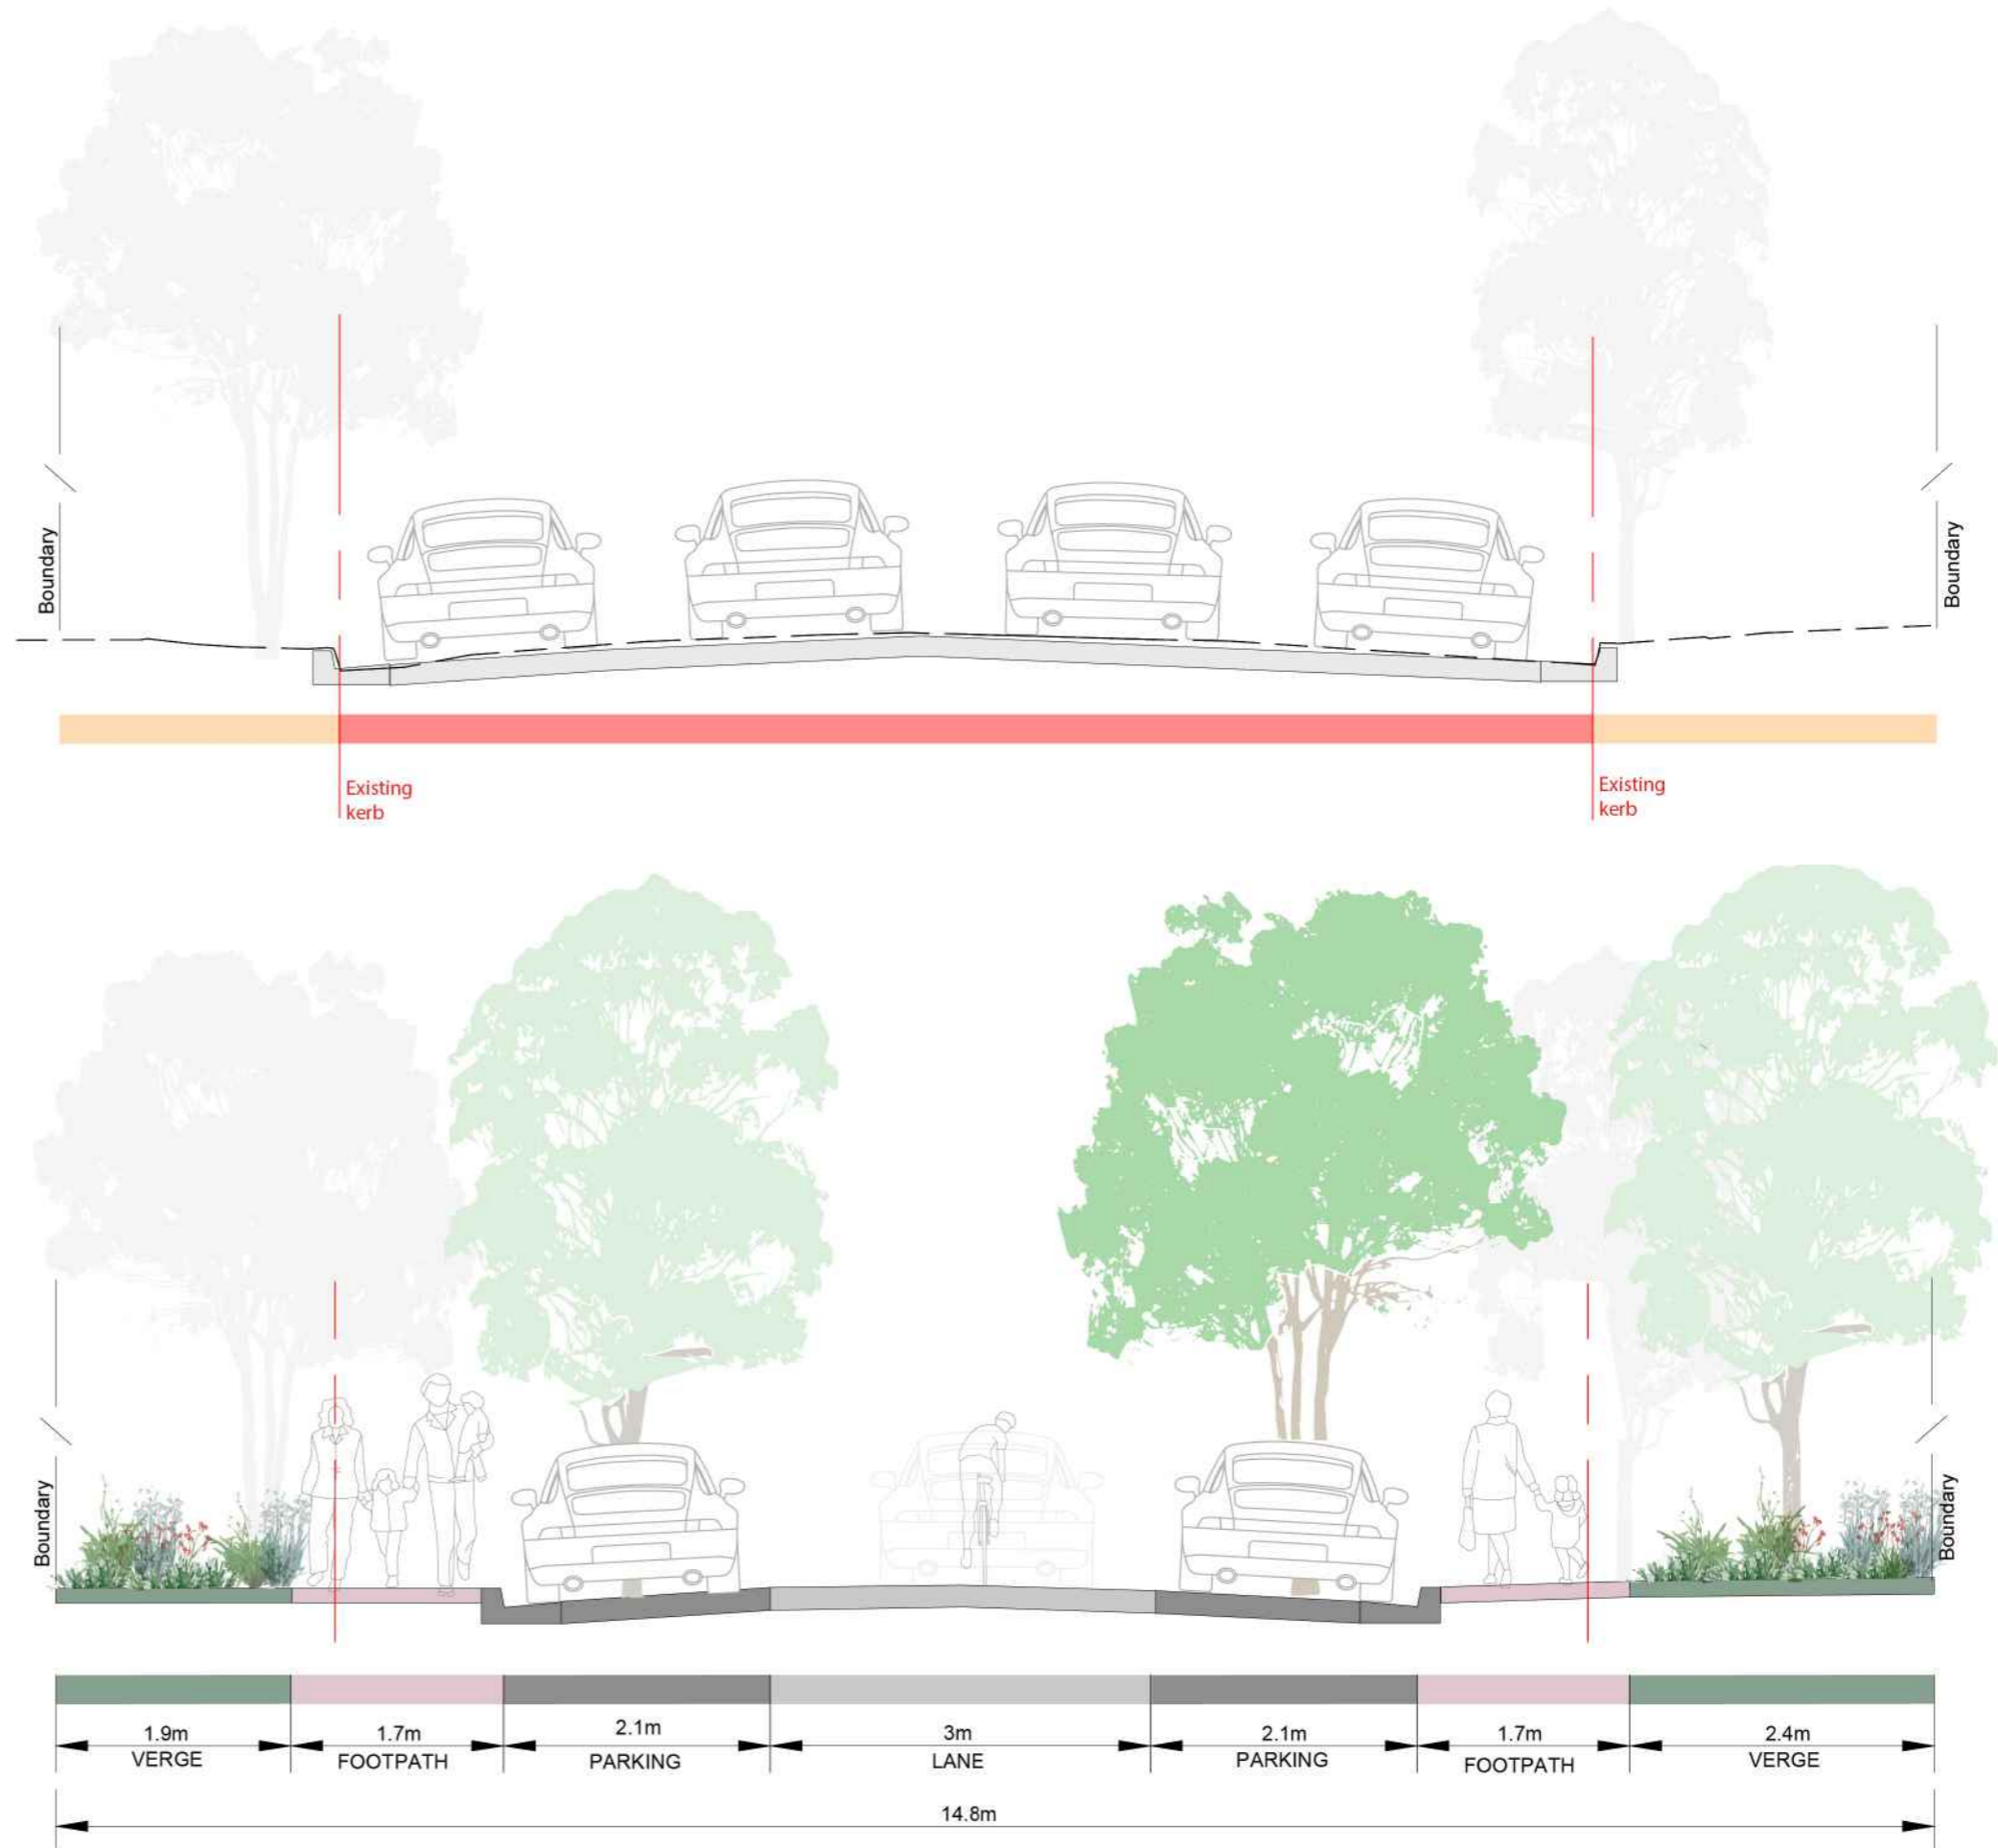 Boundary
Boundary
Existing
kerb
Existing
kerb
Boundary
Boundary
1.9m
VERGE
1.7m
FOOTPATH
2.1m
PARKING
3m
LANE
2.1m
PARKING
1.7m
FOOTPATH
2.4m
VERGE
14.8m